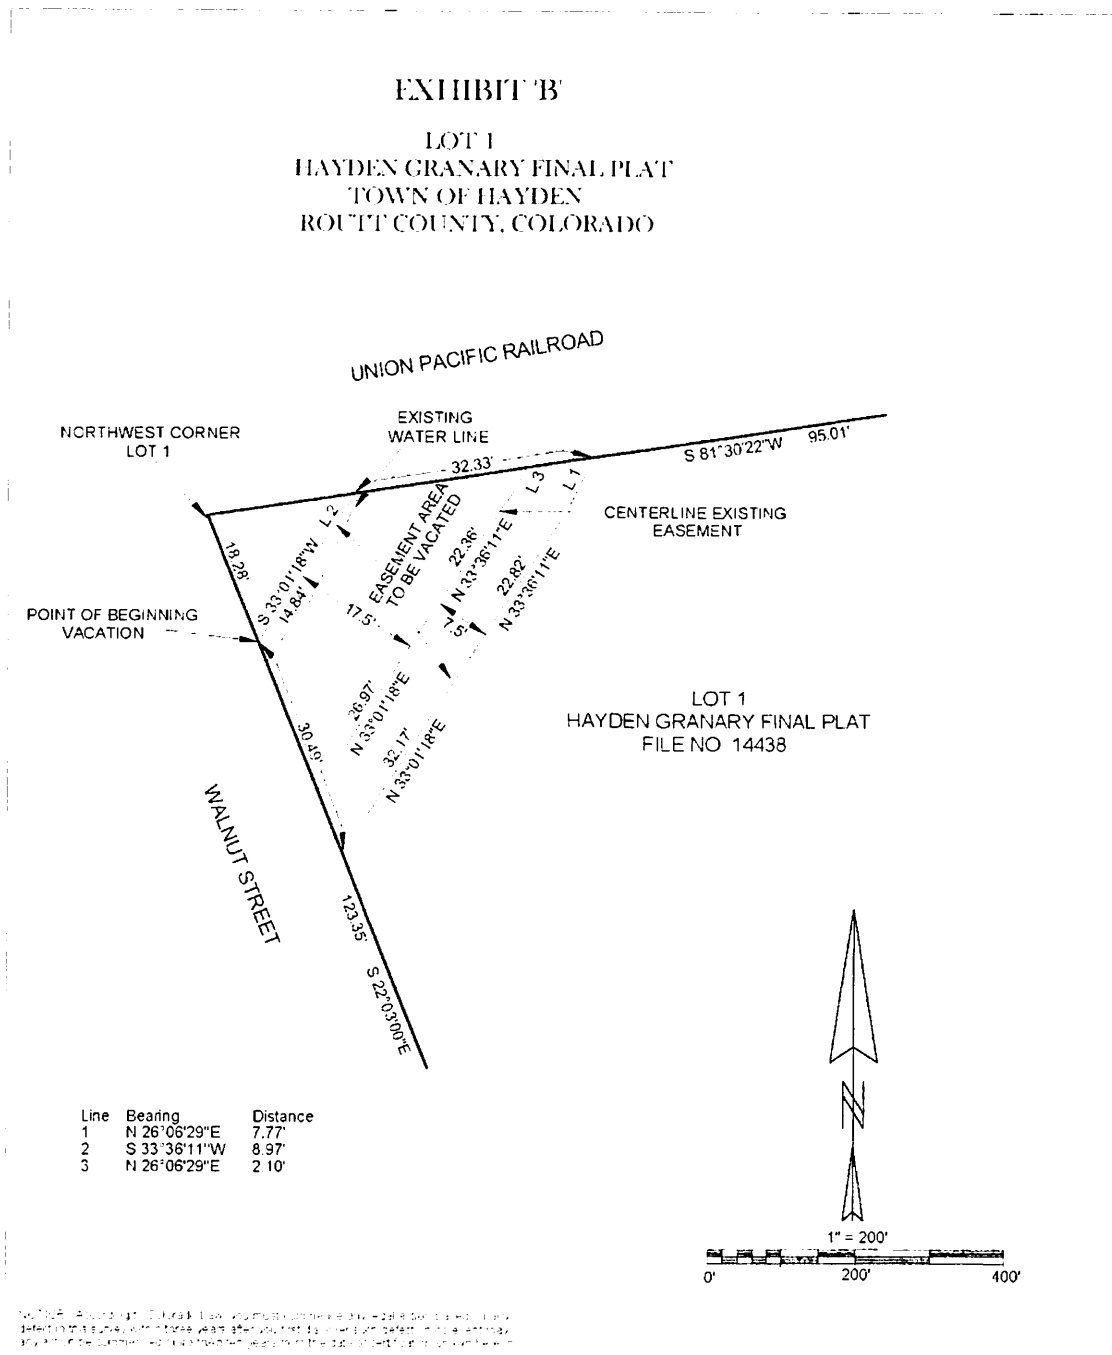 EXHIBIT 'B'
LOT 1
HAYDEN GRANARY FINAL PLAT
TOWN OF HAYDEN
ROUTT COUNTY, COLORADO
UNION PACIFIC RAILROAD
NORTHWEST CORNER
LOT 1
EXISTING
WATER LINE
32.33'
S 81°30'22"W 95.01'
L 3
L 1
L 2
CENTERLINE EXISTING
EASEMENT
EASEMENT AREA
TO BE VACATED
22.36'
N 33°36'11"E
22.82'
N 33°36'11"E
18.28'
S 33°01'18"W
14.84'
17.5'
7.5'
POINT OF BEGINNING
VACATION
26.97'
N 33°01'18"E
32.17'
N 33°01'18"E
30.49'
LOT 1
HAYDEN GRANARY FINAL PLAT
FILE NO 14438
WALNUT STREET
123.35'
S 22°03'00"E
Line Bearing Distance
1 N 26°06'29"E 7.77'
2 S 33°36'11"W 8.97'
3 N 26°06'29"E 2.10'
N
1" = 200'
0' 200' 400'